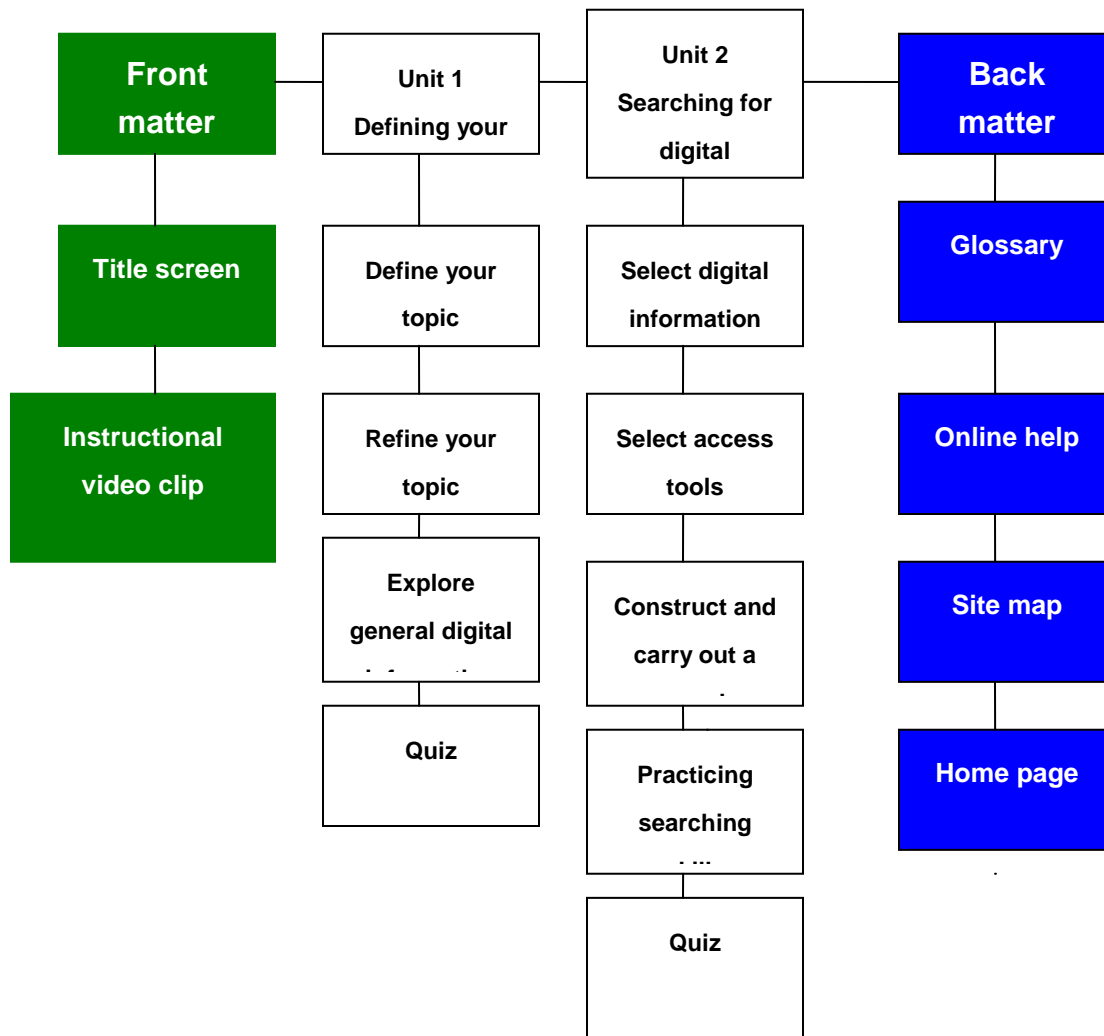 Front
matter
Title screen
Instructional
video clip
Unit 1
Defining your
Define your
topic
Refine your
topic
Explore
general digital
Quiz
Unit 2
Searching for
digital
Select digital
information
Select access
tools
Construct and
carry out a
Practicing
searching
Quiz
Back
matter
Glossary
Online help
Site map
Home page